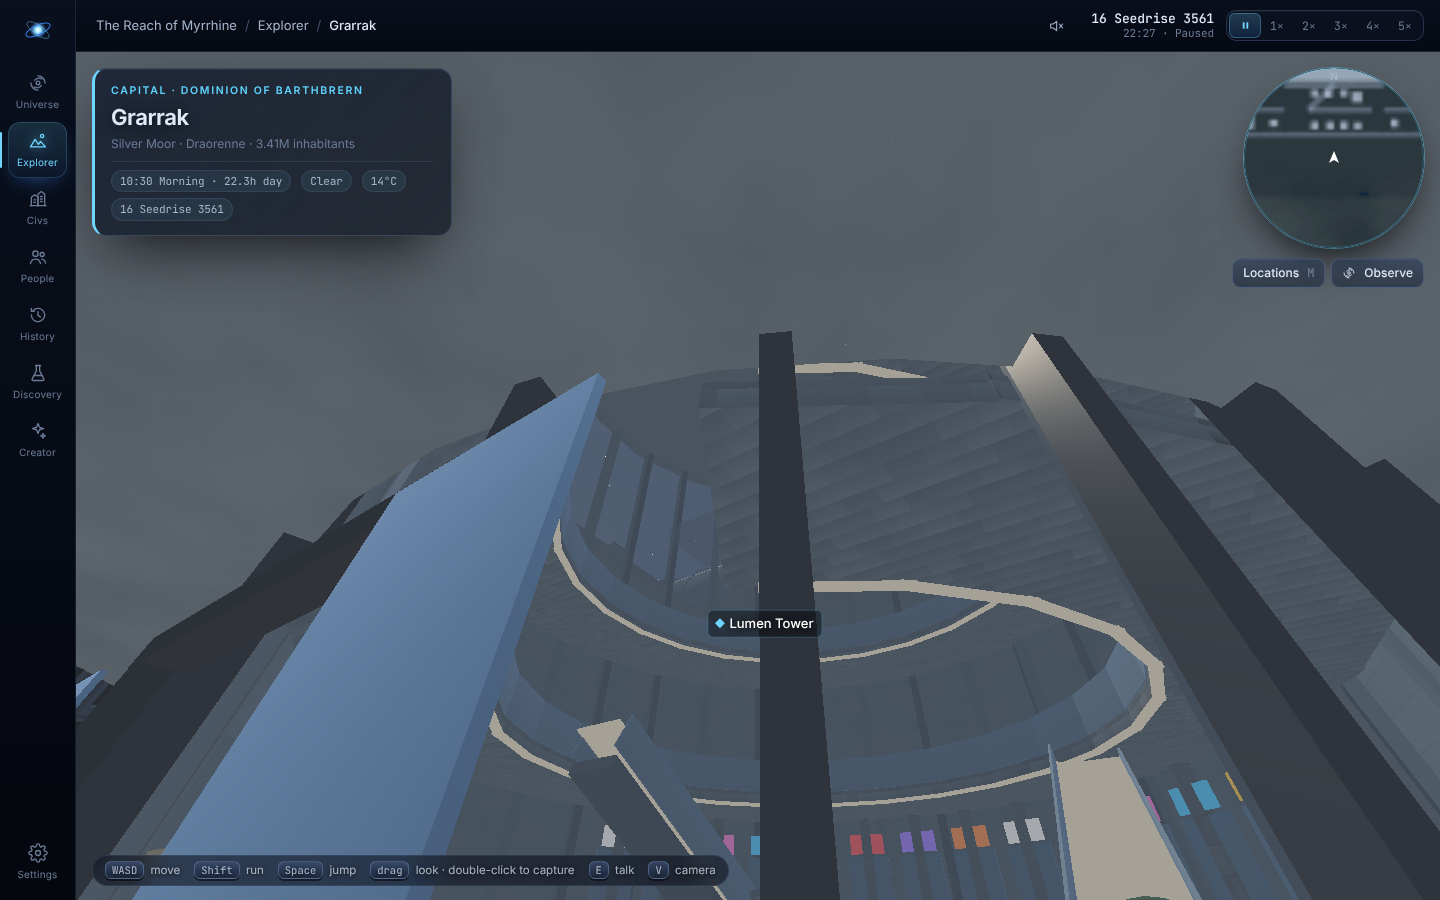 The Reach of Myrrhine / Explorer / Grarrak
16 Seedrise 3561
22:27 · Paused
1× 2× 3× 4× 5×
Universe
Explorer
Civs
People
History
Discovery
Creator
Settings
CAPITAL · DOMINION OF BARTHBRERN
Grarrak
Silver Moor · Draorenne · 3.41M inhabitants
10:30 Morning · 22.3h day Clear 14°C
16 Seedrise 3561
N
Locations M Observe
Lumen Tower
WASD move Shift run Space jump drag look · double-click to capture E talk V camera